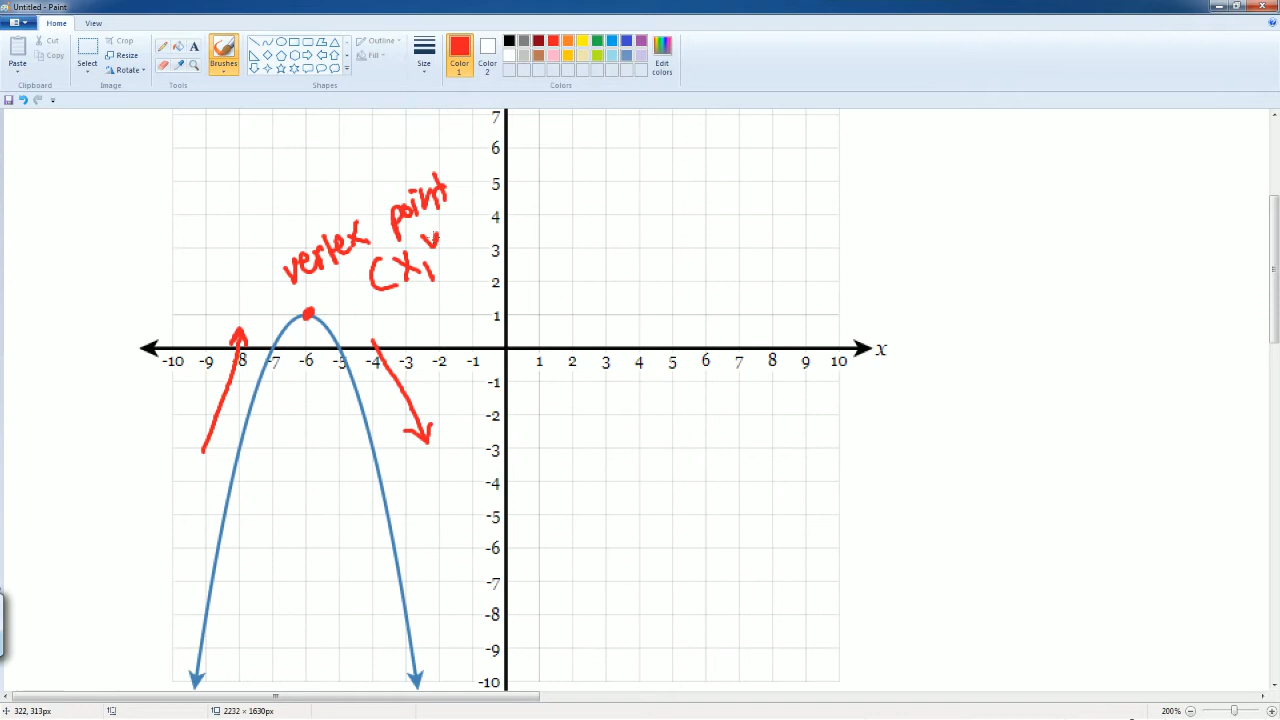 Untitled - Paint
Home View
Paste
Cut
Copy
Clipboard
Select
Crop
Resize
Rotate
Image
Tools
Brushes
Outline
Fill
Shapes
Size
Color 1
Color 2
Edit colors
Colors
7
6
5
4
3
2
1
vertex point
(x,
-10 -9 -8 -7 -6 -5 -4 -3 -2 -1 1 2 3 4 5 6 7 8 9 10 x
-1
-2
-3
-4
-5
-6
-7
-8
-9
-10
322, 313px
2232 × 1630px
200%